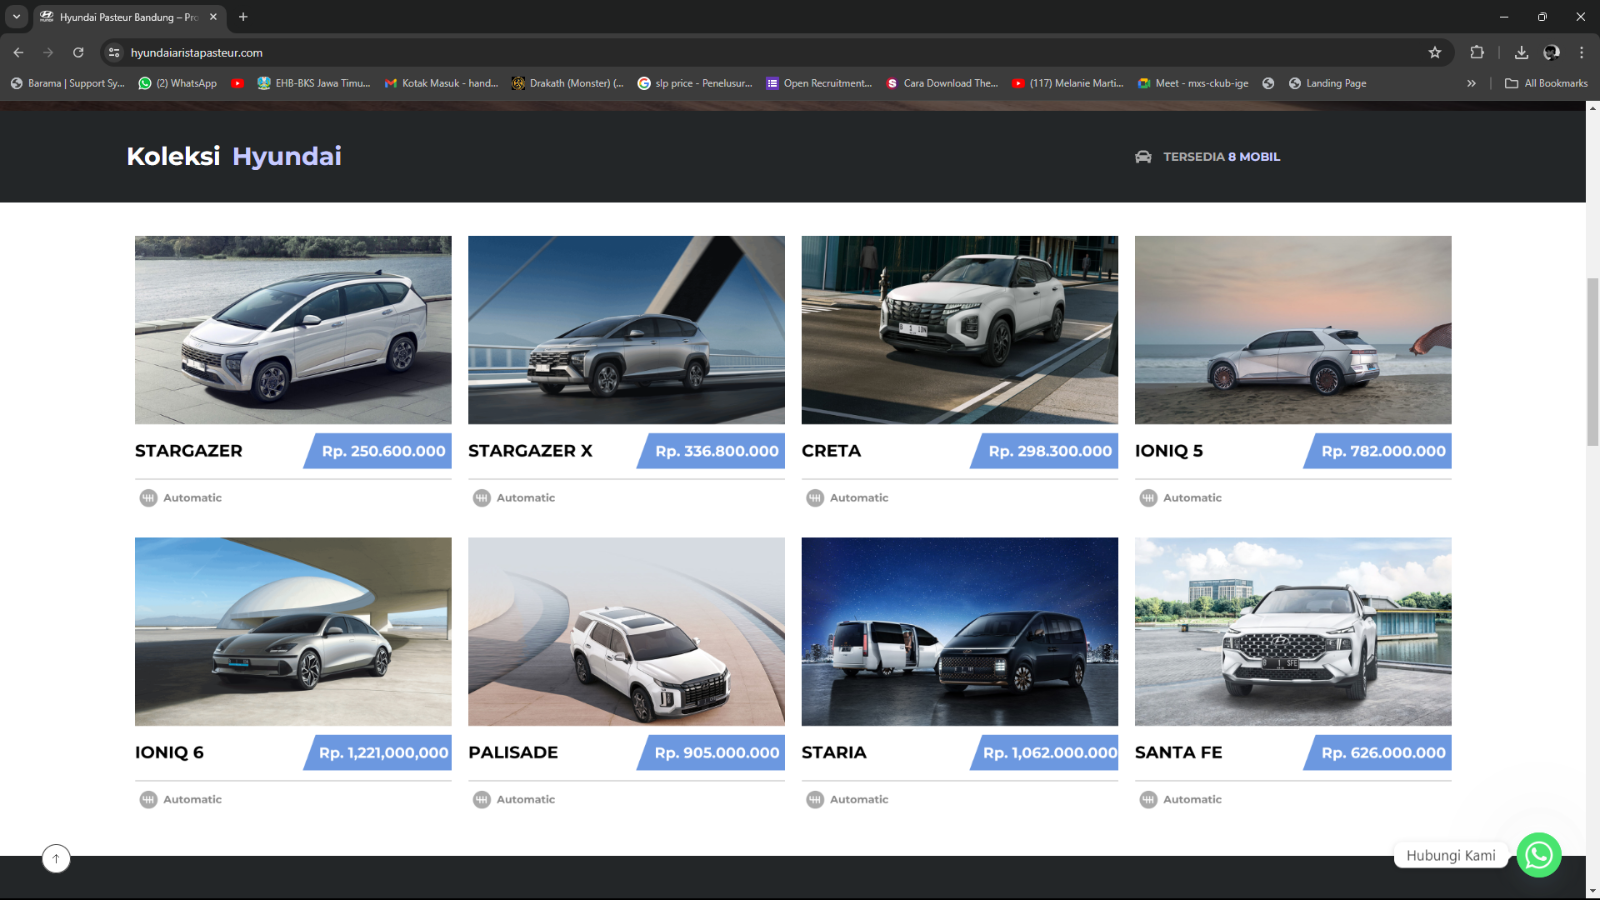 Hyundai Pasteur Bandung – Pro
hyundaiaristapasteur.com
Barama | Support Sy...
(2) WhatsApp
EHB-BKS Jawa Timu...
Kotak Masuk - hand...
Drakath (Monster) (...
slp price - Penelusur...
Open Recruitment...
Cara Download The...
(117) Melanie Marti...
Meet - mxs-ckub-ige
Landing Page
All Bookmarks
Koleksi Hyundai
TERSEDIA 8 MOBIL
STARGAZER
Rp. 250.600.000
STARGAZER X
Rp. 336.800.000
CRETA
Rp. 298.300.000
IONIQ 5
Rp. 782.000.000
Automatic
Automatic
Automatic
Automatic
IONIQ 6
Rp. 1,221,000,000
PALISADE
Rp. 905.000.000
STARIA
Rp. 1,062.000.000
SANTA FE
Rp. 626.000.000
Automatic
Automatic
Automatic
Automatic
Hubungi Kami